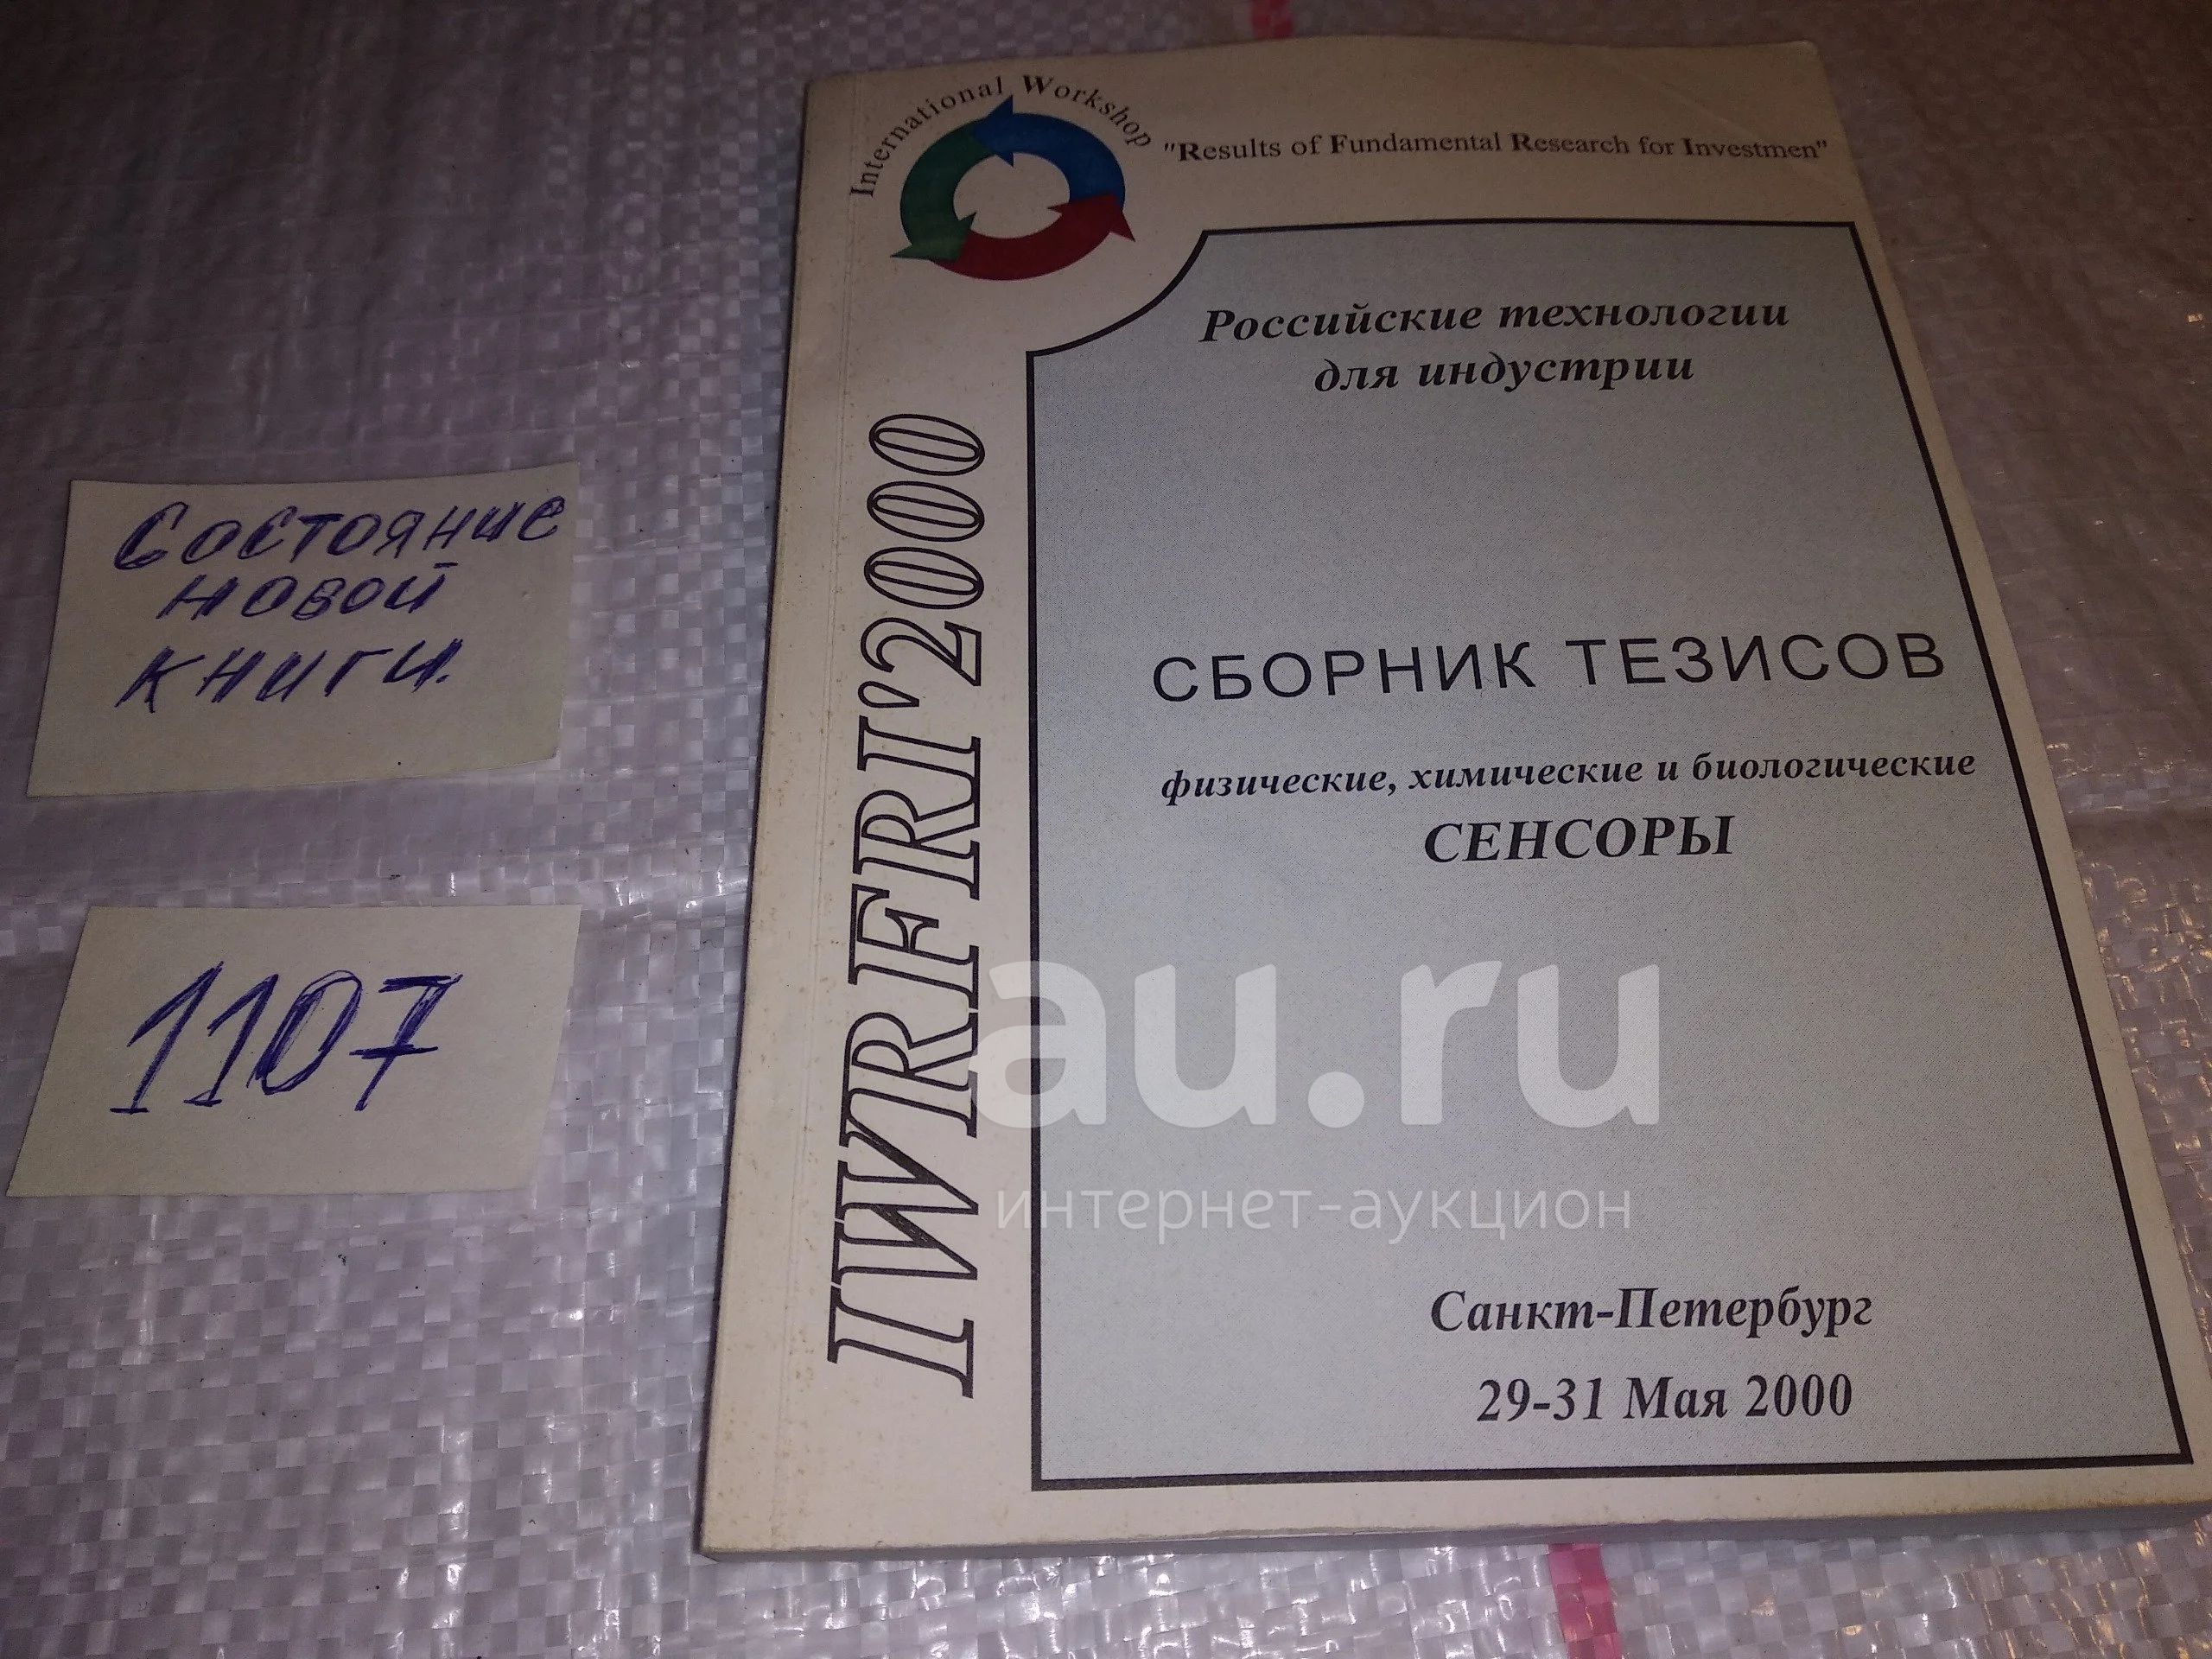 International Workshop
"Results of Fundamental Research for Investmen"
Российские технологии
для индустрии
СБОРНИК ТЕЗИСОВ
физические, химические и биологические
СЕНСОРЫ
Санкт-Петербург
29-31 Мая 2000
IWRFRI'2000
Состояние
новой
книги.
1107
au.ru
интернет-аукцион